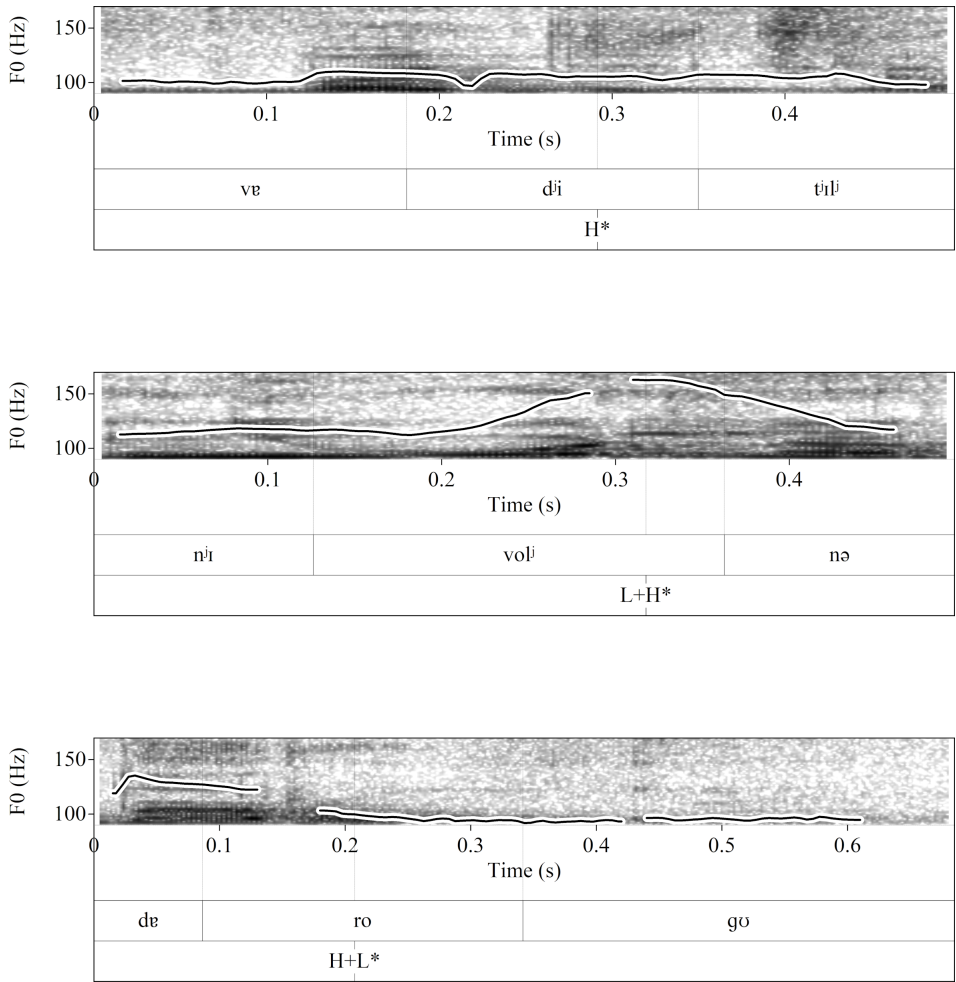 F0 (Hz)
150
100
0 0.1 0.2 0.3 0.4
Time (s)
vɐ dʲi tʲɪlʲ
H*
F0 (Hz)
150
100
0 0.1 0.2 0.3 0.4
Time (s)
nʲɪ volʲ nə
L+H*
F0 (Hz)
150
100
0 0.1 0.2 0.3 0.4 0.5 0.6
Time (s)
dɐ ro gʊ
H+L*